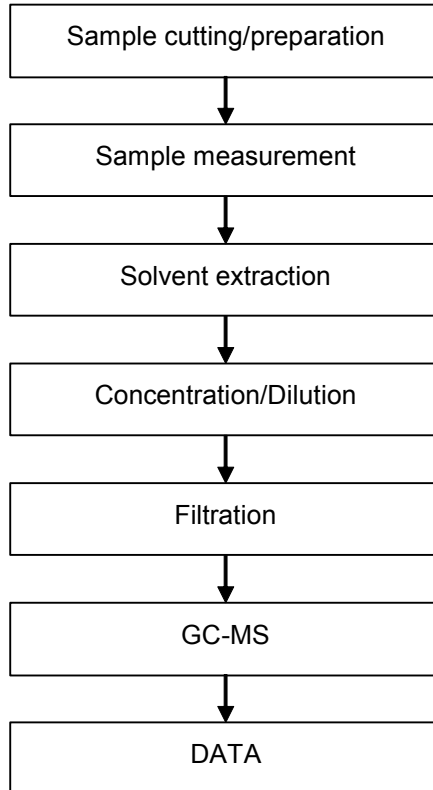 Sample cutting/preparation
Sample measurement
Solvent extraction
Concentration/Dilution
Filtration
GC-MS
DATA